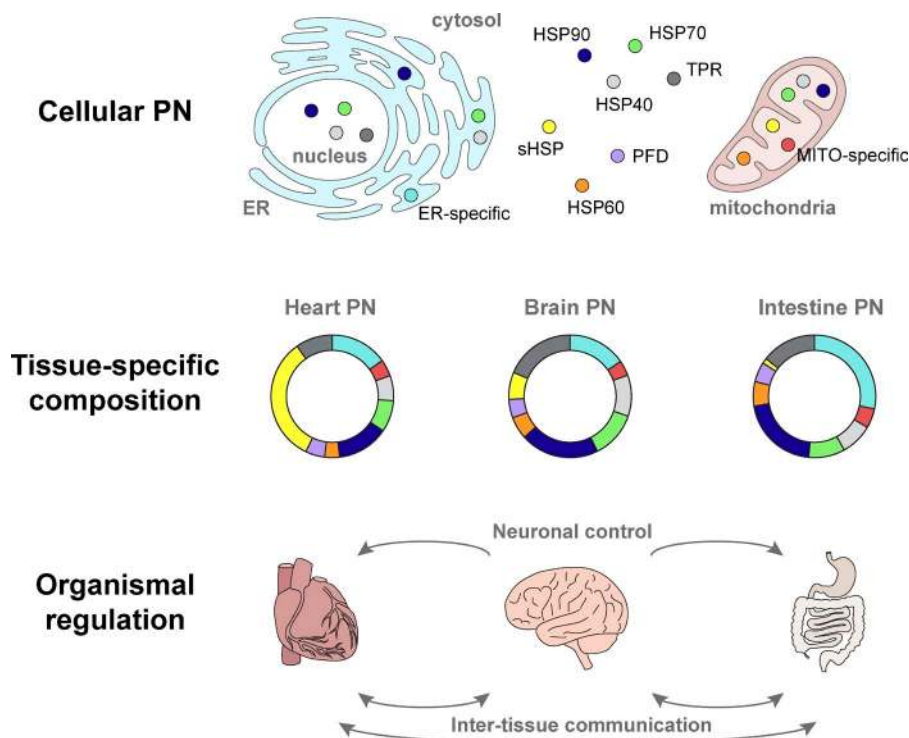 cytosol
HSP90
HSP70
Cellular PN
TPR
HSP40
nucleus
sHSP
PFD
MITO-specific
ER
ER-specific
HSP60
mitochondria
Heart PN
Brain PN
Intestine PN
Tissue-specific
composition
Neuronal control
Organismal
regulation
Inter-tissue communication